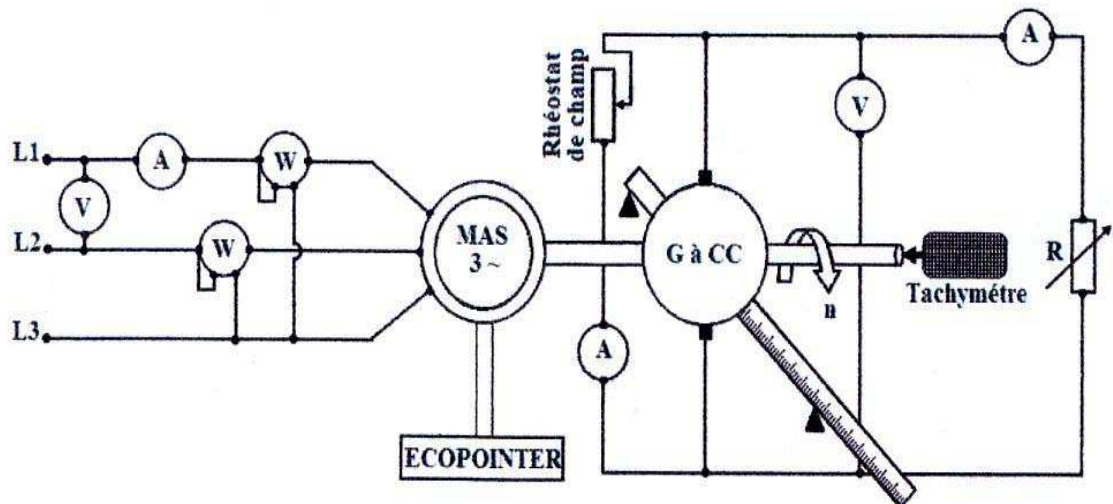 L1
L2
L3
A
W
V
W
MAS
3 ~
ECOPOINTER
Rhéostat
de champ
A
G à CC
n
V
A
R
Tachymétre